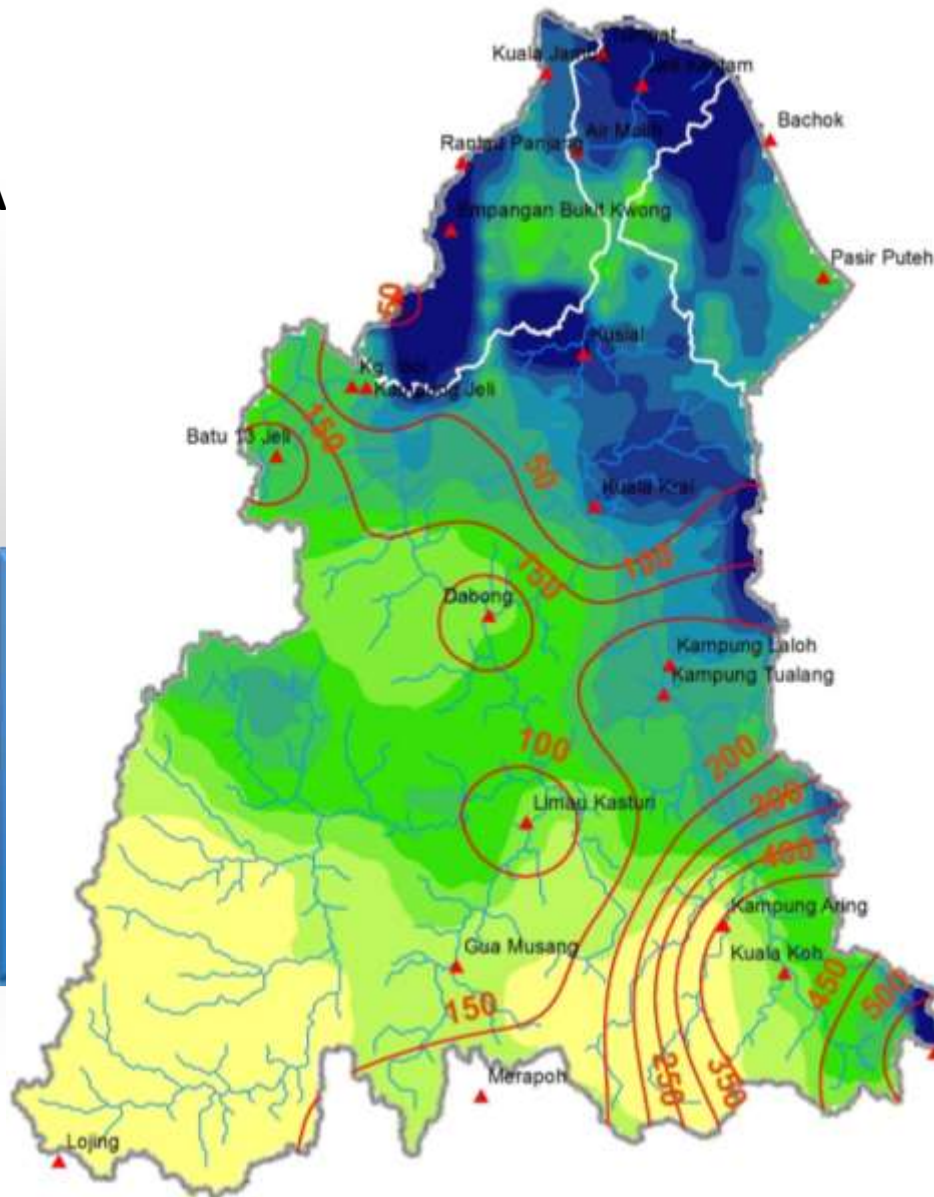 Kuala Jambu
Bachok
Rantau Panjang
Air Mulih
Empangan Bukit Kwong
Pasir Puteh
50
Kusial
Kampung Jeli
150
Batu 13 Jeli
50
Kuala Krai
100
150
Dabong
Kampung Laloh
Kampung Tualang
100
200
300
Limau Kasturi
400
Kampung Aring
Gua Musang
Kuala Koh
450
500
150
250
350
Merapoh
Lojing